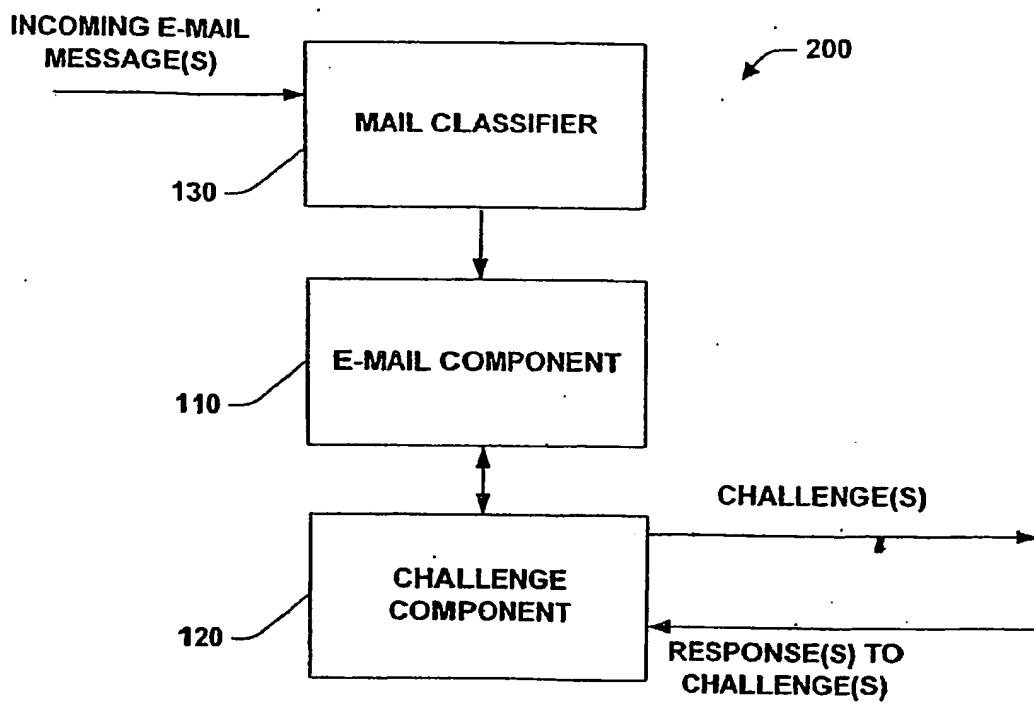 INCOMING E-MAIL
MESSAGE(S)
200
MAIL CLASSIFIER
130
E-MAIL COMPONENT
110
CHALLENGE(S)
CHALLENGE
COMPONENT
120
RESPONSE(S) TO
CHALLENGE(S)